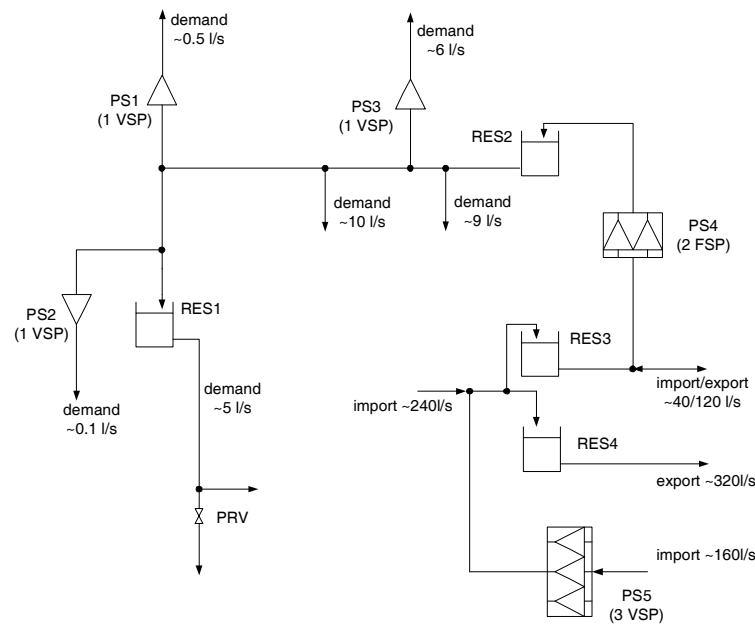 demand
~0.5 l/s
demand
~6 l/s
PS1
(1 VSP)
PS3
(1 VSP)
RES2
demand
~10 l/s
demand
~9 l/s
PS4
(2 FSP)
PS2
(1 VSP)
RES1
RES3
demand
~0.1 l/s
demand
~5 l/s
import ~240l/s
import/export
~40/120 l/s
RES4
export ~320l/s
PRV
import ~160l/s
PS5
(3 VSP)